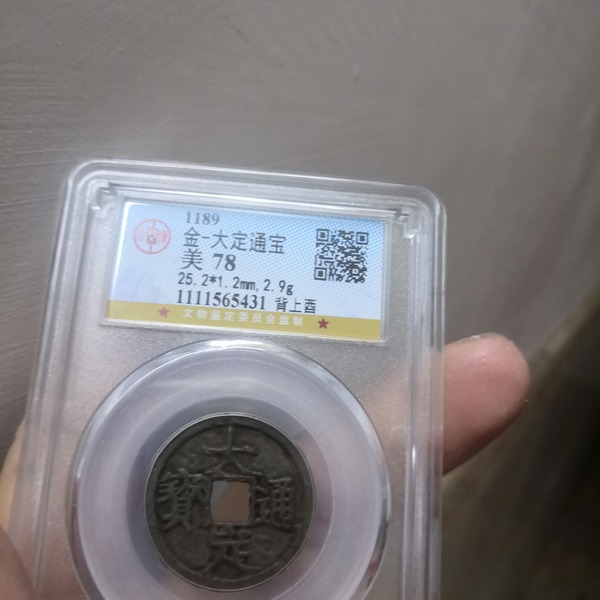 1189
金-大定通宝
美 78
25.2*1.2mm,2.9g
1111565431 背上酉
★ 文物鉴定委员会监制 ★
大
寳 通
定